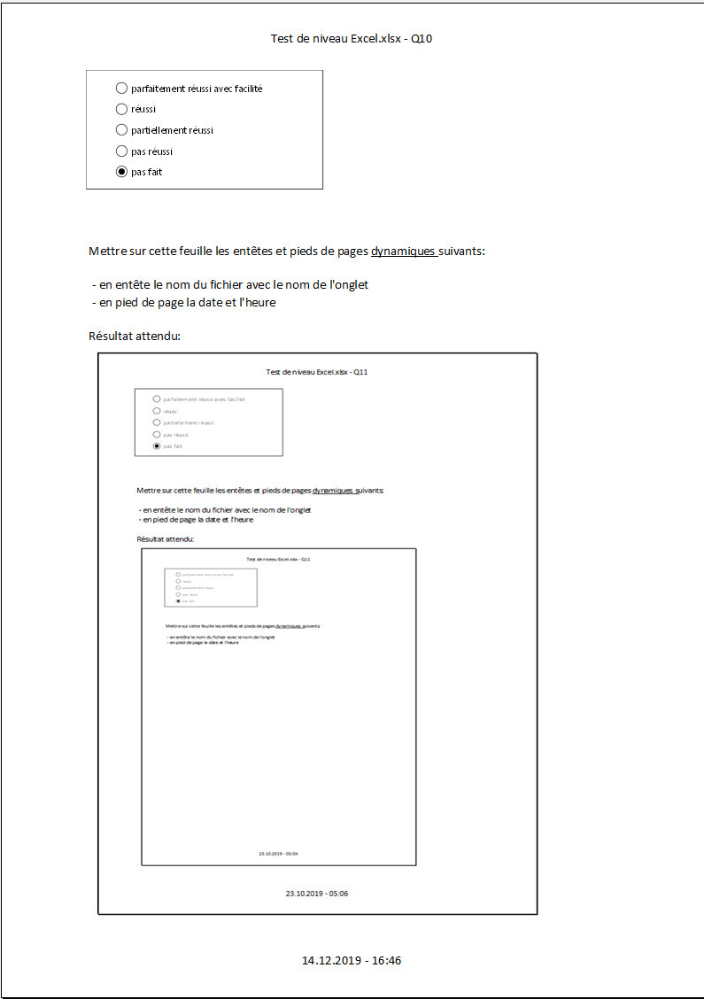 Test de niveau Excel.xlsx - Q10
parfaitement réussi avec facilité
réussi
partiellement réussi
pas réussi
pas fait
Mettre sur cette feuille les entêtes et pieds de pages dynamiques suivants:
- en entête le nom du fichier avec le nom de l'onglet
- en pied de page la date et l'heure
Résultat attendu:
Test de niveau Excel.xlsx - Q11
parfaitement réussi avec facilité
réussi
partiellement réussi
pas réussi
pas fait
Mettre sur cette feuille les entêtes et pieds de pages dynamiques suivants:
- en entête le nom du fichier avec le nom de l'onglet
- en pied de page la date et l'heure
Résultat attendu:
Test de niveau Excel.xlsx - Q11
parfaitement réussi avec facilité
réussi
partiellement réussi
pas réussi
pas fait
Mettre sur cette feuille les entêtes et pieds de pages dynamiques suivants:
- en entête le nom du fichier avec le nom de l'onglet
- en pied de page la date et l'heure
23.10.2019 - 05:04
23.10.2019 - 05:06
14.12.2019 - 16:46